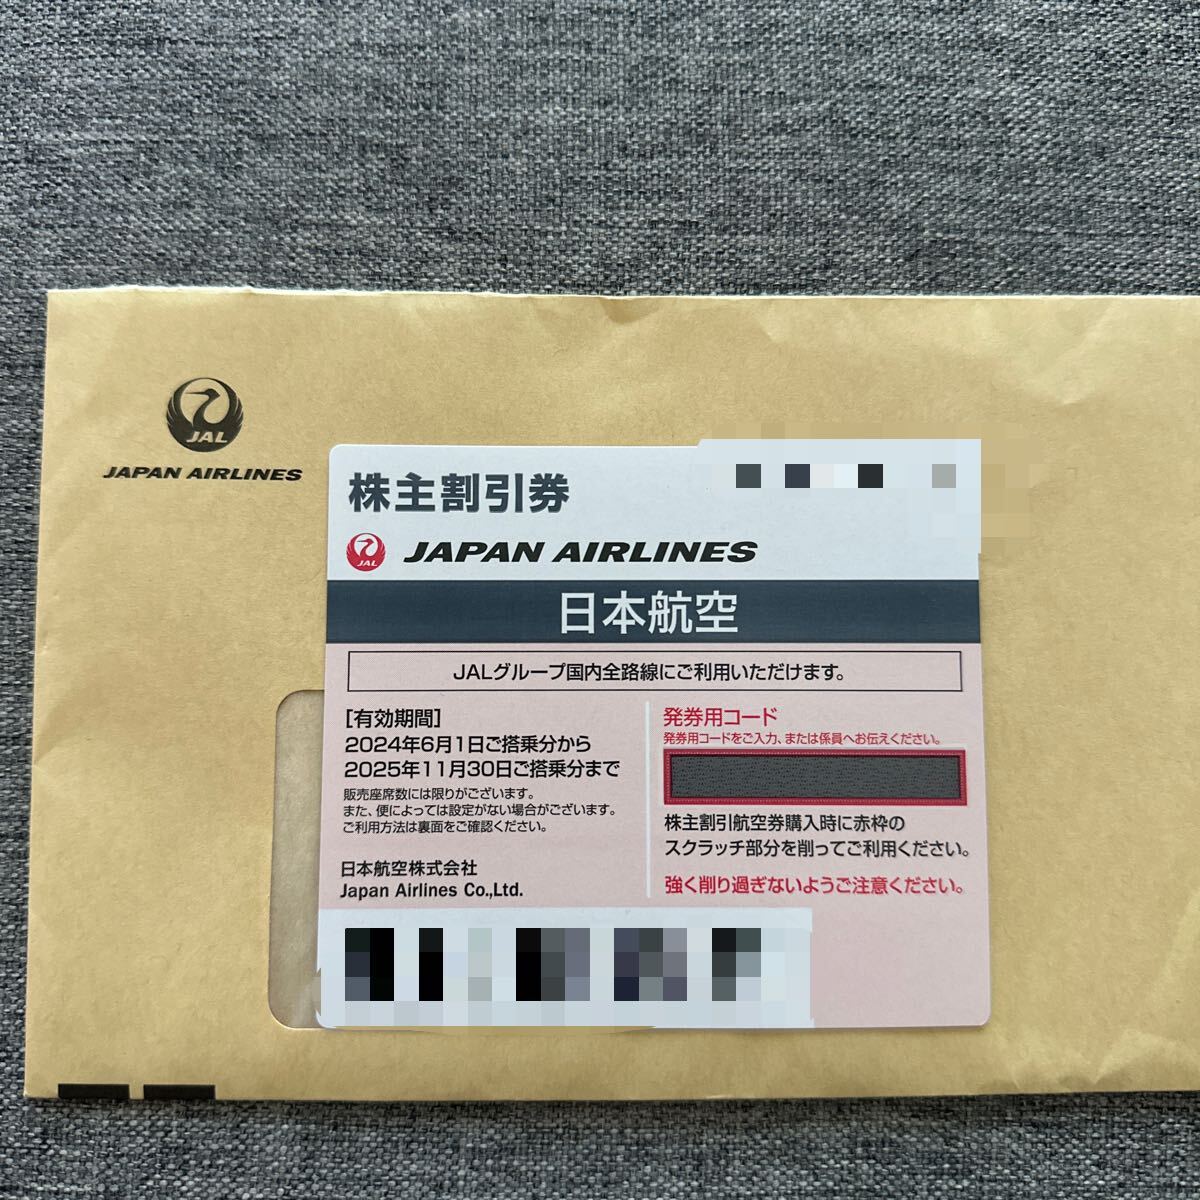 JAL
JAPAN AIRLINES
株主割引券
JAL
JAPAN AIRLINES
日本航空
JALグループ国内全路線にご利用いただけます。
[有効期間]
2024年6月1日ご搭乗分から
2025年11月30日ご搭乗分まで
販売座席数には限りがございます。
また、便によっては設定がない場合がございます。
ご利用方法は裏面をご確認ください。
日本航空株式会社
Japan Airlines Co.,Ltd.
発券用コード
発券用コードをご入力、または係員へお伝えください。
株主割引航空券購入時に赤枠の
スクラッチ部分を削ってご利用ください。
強く削り過ぎないようご注意ください。